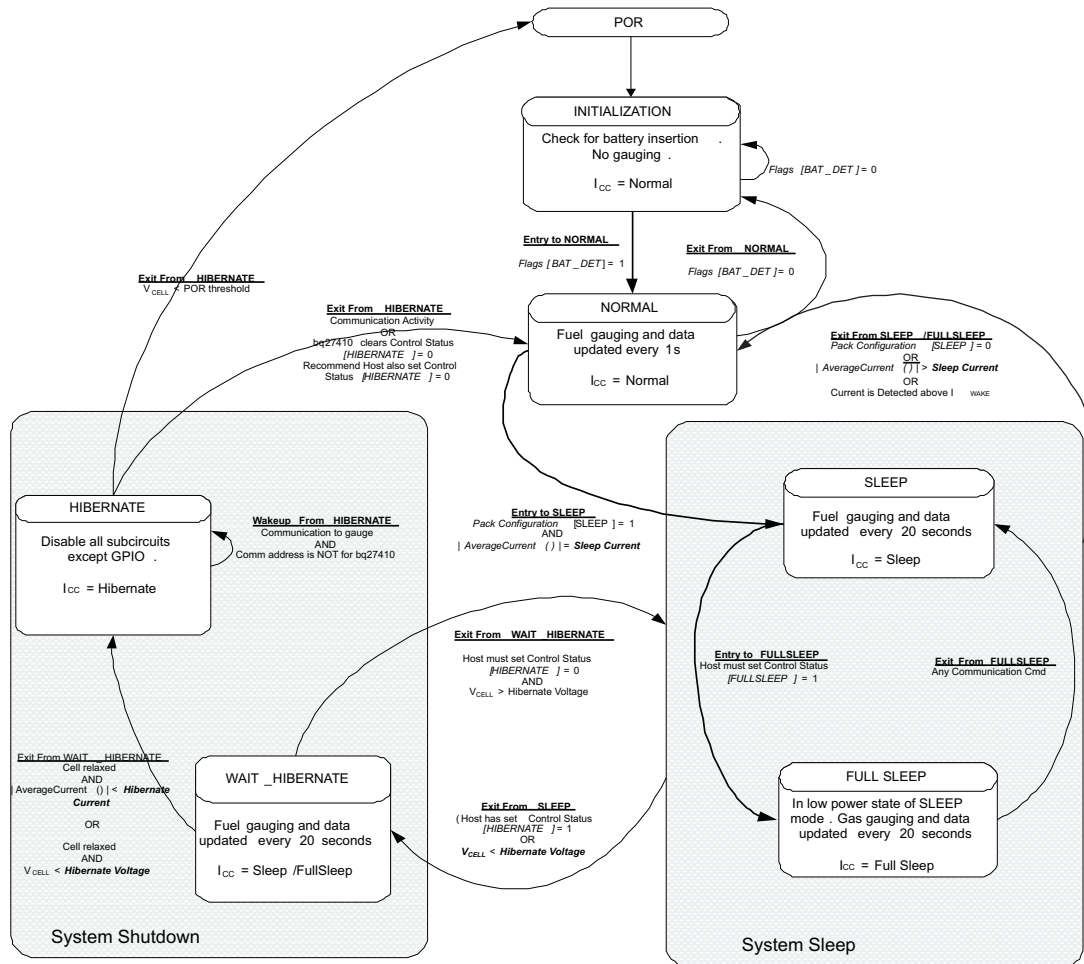 POR
INITIALIZATION
Check for battery insertion .
No gauging .
ICC = Normal
Flags [BAT _DET ] = 0
Entry to NORMAL
Flags [BAT _DET] = 1
Exit From NORMAL
Flags [BAT _DET ] = 0
Exit From HIBERNATE
VCELL < POR threshold
Exit From HIBERNATE
Communication Activity
OR
bq27410 clears Control Status
[HIBERNATE ] = 0
Recommend Host also set Control
Status [HIBERNATE ] = 0
NORMAL
Fuel gauging and data
updated every 1s
ICC = Normal
Exit From SLEEP /FULLSLEEP
Pack Configuration [SLEEP ] = 0
OR
| AverageCurrent () | > Sleep Current
OR
Current is Detected above I WAKE
HIBERNATE
Disable all subcircuits
except GPIO .
ICC = Hibernate
Wakeup From HIBERNATE
Communication to gauge
AND
Comm address is NOT for bq27410
Entry to SLEEP
Pack Configuration [SLEEP ] = 1
AND
| AverageCurrent () | = Sleep Current
SLEEP
Fuel gauging and data
updated every 20 seconds
ICC = Sleep
Exit From WAIT _HIBERNATE
Host must set Control Status
[HIBERNATE ] = 0
AND
VCELL > Hibernate Voltage
Entry to FULLSLEEP
Host must set Control Status
[FULLSLEEP ] = 1
Exit From FULLSLEEP
Any Communication Cmd
Exit From WAIT _HIBERNATE
Cell relaxed
AND
| AverageCurrent () | < Hibernate
Current
OR
Cell relaxed
AND
VCELL < Hibernate Voltage
WAIT _HIBERNATE
Fuel gauging and data
updated every 20 seconds
ICC = Sleep /FullSleep
Exit From SLEEP
(Host has set Control Status
[HIBERNATE ] = 1
OR
VCELL < Hibernate Voltage
FULL SLEEP
In low power state of SLEEP
mode . Gas gauging and data
updated every 20 seconds
ICC = Full Sleep
System Shutdown
System Sleep